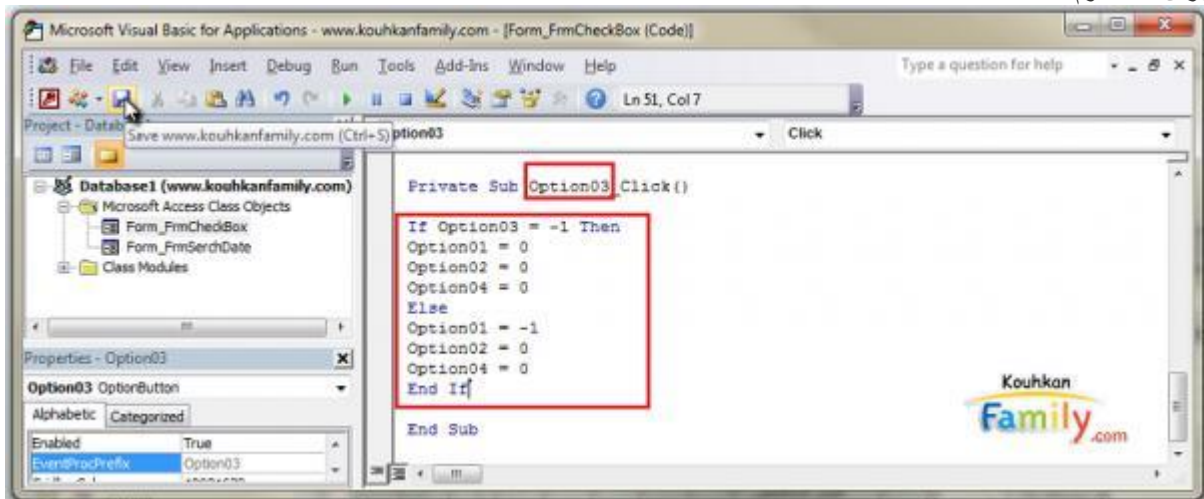 Microsoft Visual Basic for Applications - www.kouhkanfamily.com - [Form_FrmCheckBox (Code)]
File Edit View Insert Debug Run Tools Add-Ins Window Help
Type a question for help
Ln 51, Col 7
Project - Datab
Save www.kouhkanfamily.com (Ctrl+S)
ption03
Click
Database1 (www.kouhkanfamily.com)
Microsoft Access Class Objects
Form_FrmCheckBox
Form_FrmSerchDate
Class Modules
Properties - Option03
Option03 OptionButton
Alphabetic Categorized
Enabled True
EventProcPrefix Option03
Private Sub Option03_Click()
If Option03 = -1 Then
Option01 = 0
Option02 = 0
Option04 = 0
Else
Option01 = -1
Option02 = 0
Option04 = 0
End If
End Sub
Kouhkan
Family.com